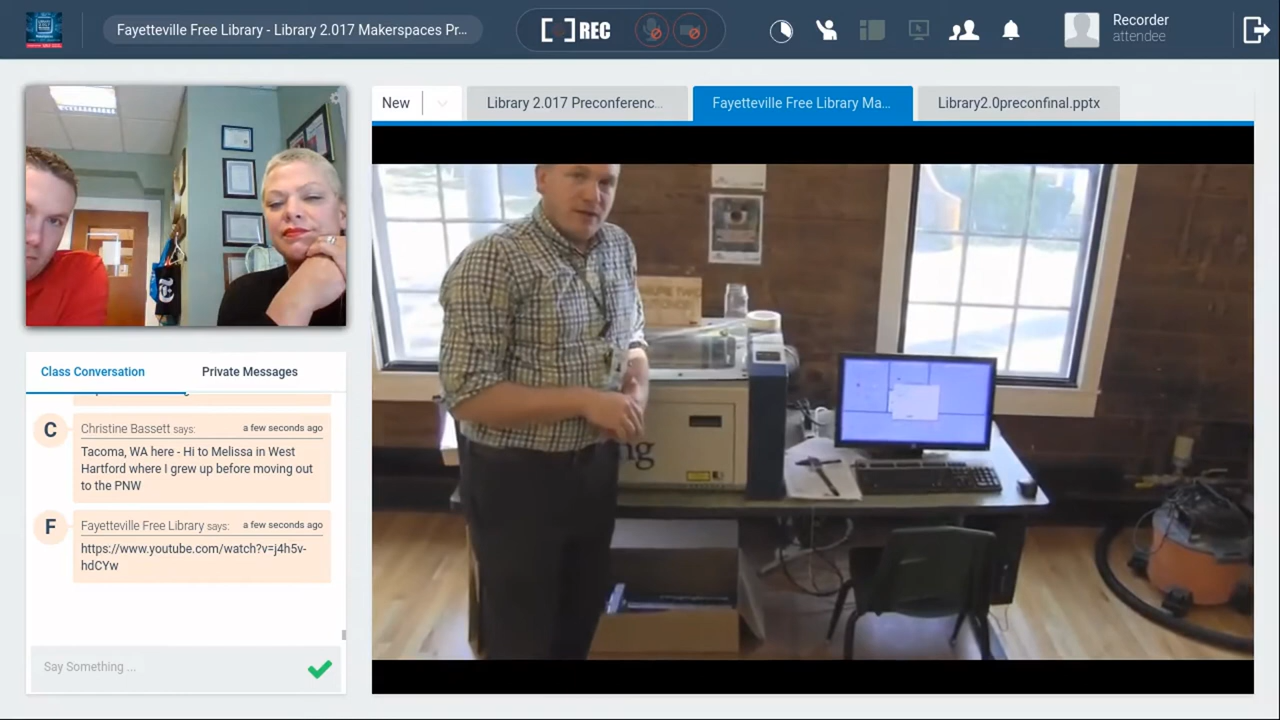 Fayetteville Free Library - Library 2.017 Makerspaces Pr...
REC
Recorder
attendee
New
Library 2.017 Preconferenc...
Fayetteville Free Library Ma...
Library2.0preconfinal.pptx
Class Conversation
Private Messages
C
Christine Bassett says:
a few seconds ago
Tacoma, WA here - Hi to Melissa in West
Hartford where I grew up before moving out
to the PNW
F
Fayetteville Free Library says:
a few seconds ago
https://www.youtube.com/watch?v=j4h5v-
hdCYw
Say Something ...